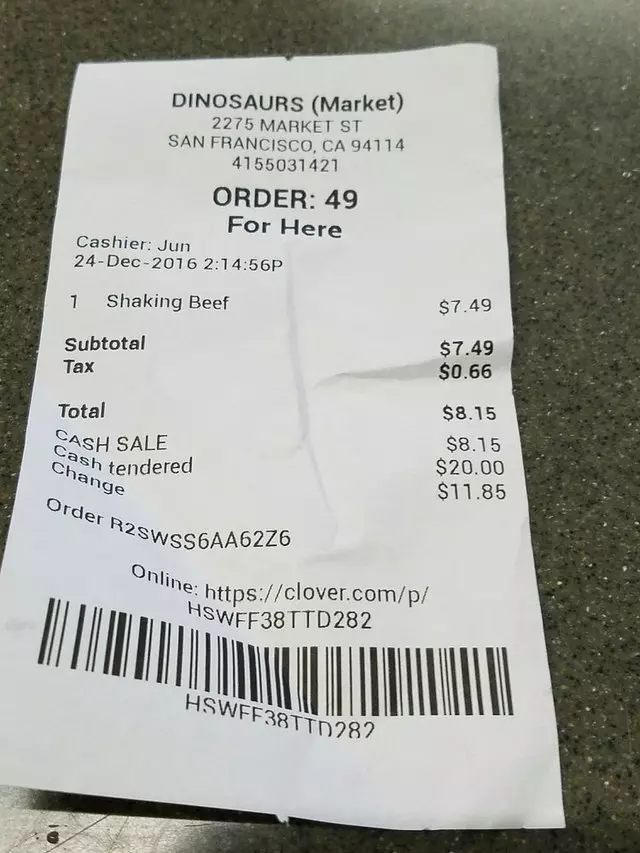 DINOSAURS (Market)
2275 MARKET ST
SAN FRANCISCO, CA 94114
4155031421
ORDER: 49
For Here
Cashier: Jun
24-Dec-2016 2:14:56P
1 Shaking Beef $7.49
Subtotal $7.49
Tax $0.66
Total $8.15
CASH SALE $8.15
Cash tendered $20.00
Change $11.85
Order R2SWSS6AA62Z6
Online: https://clover.com/p/
HSWFF38TTD282
HSWFF38TTD282